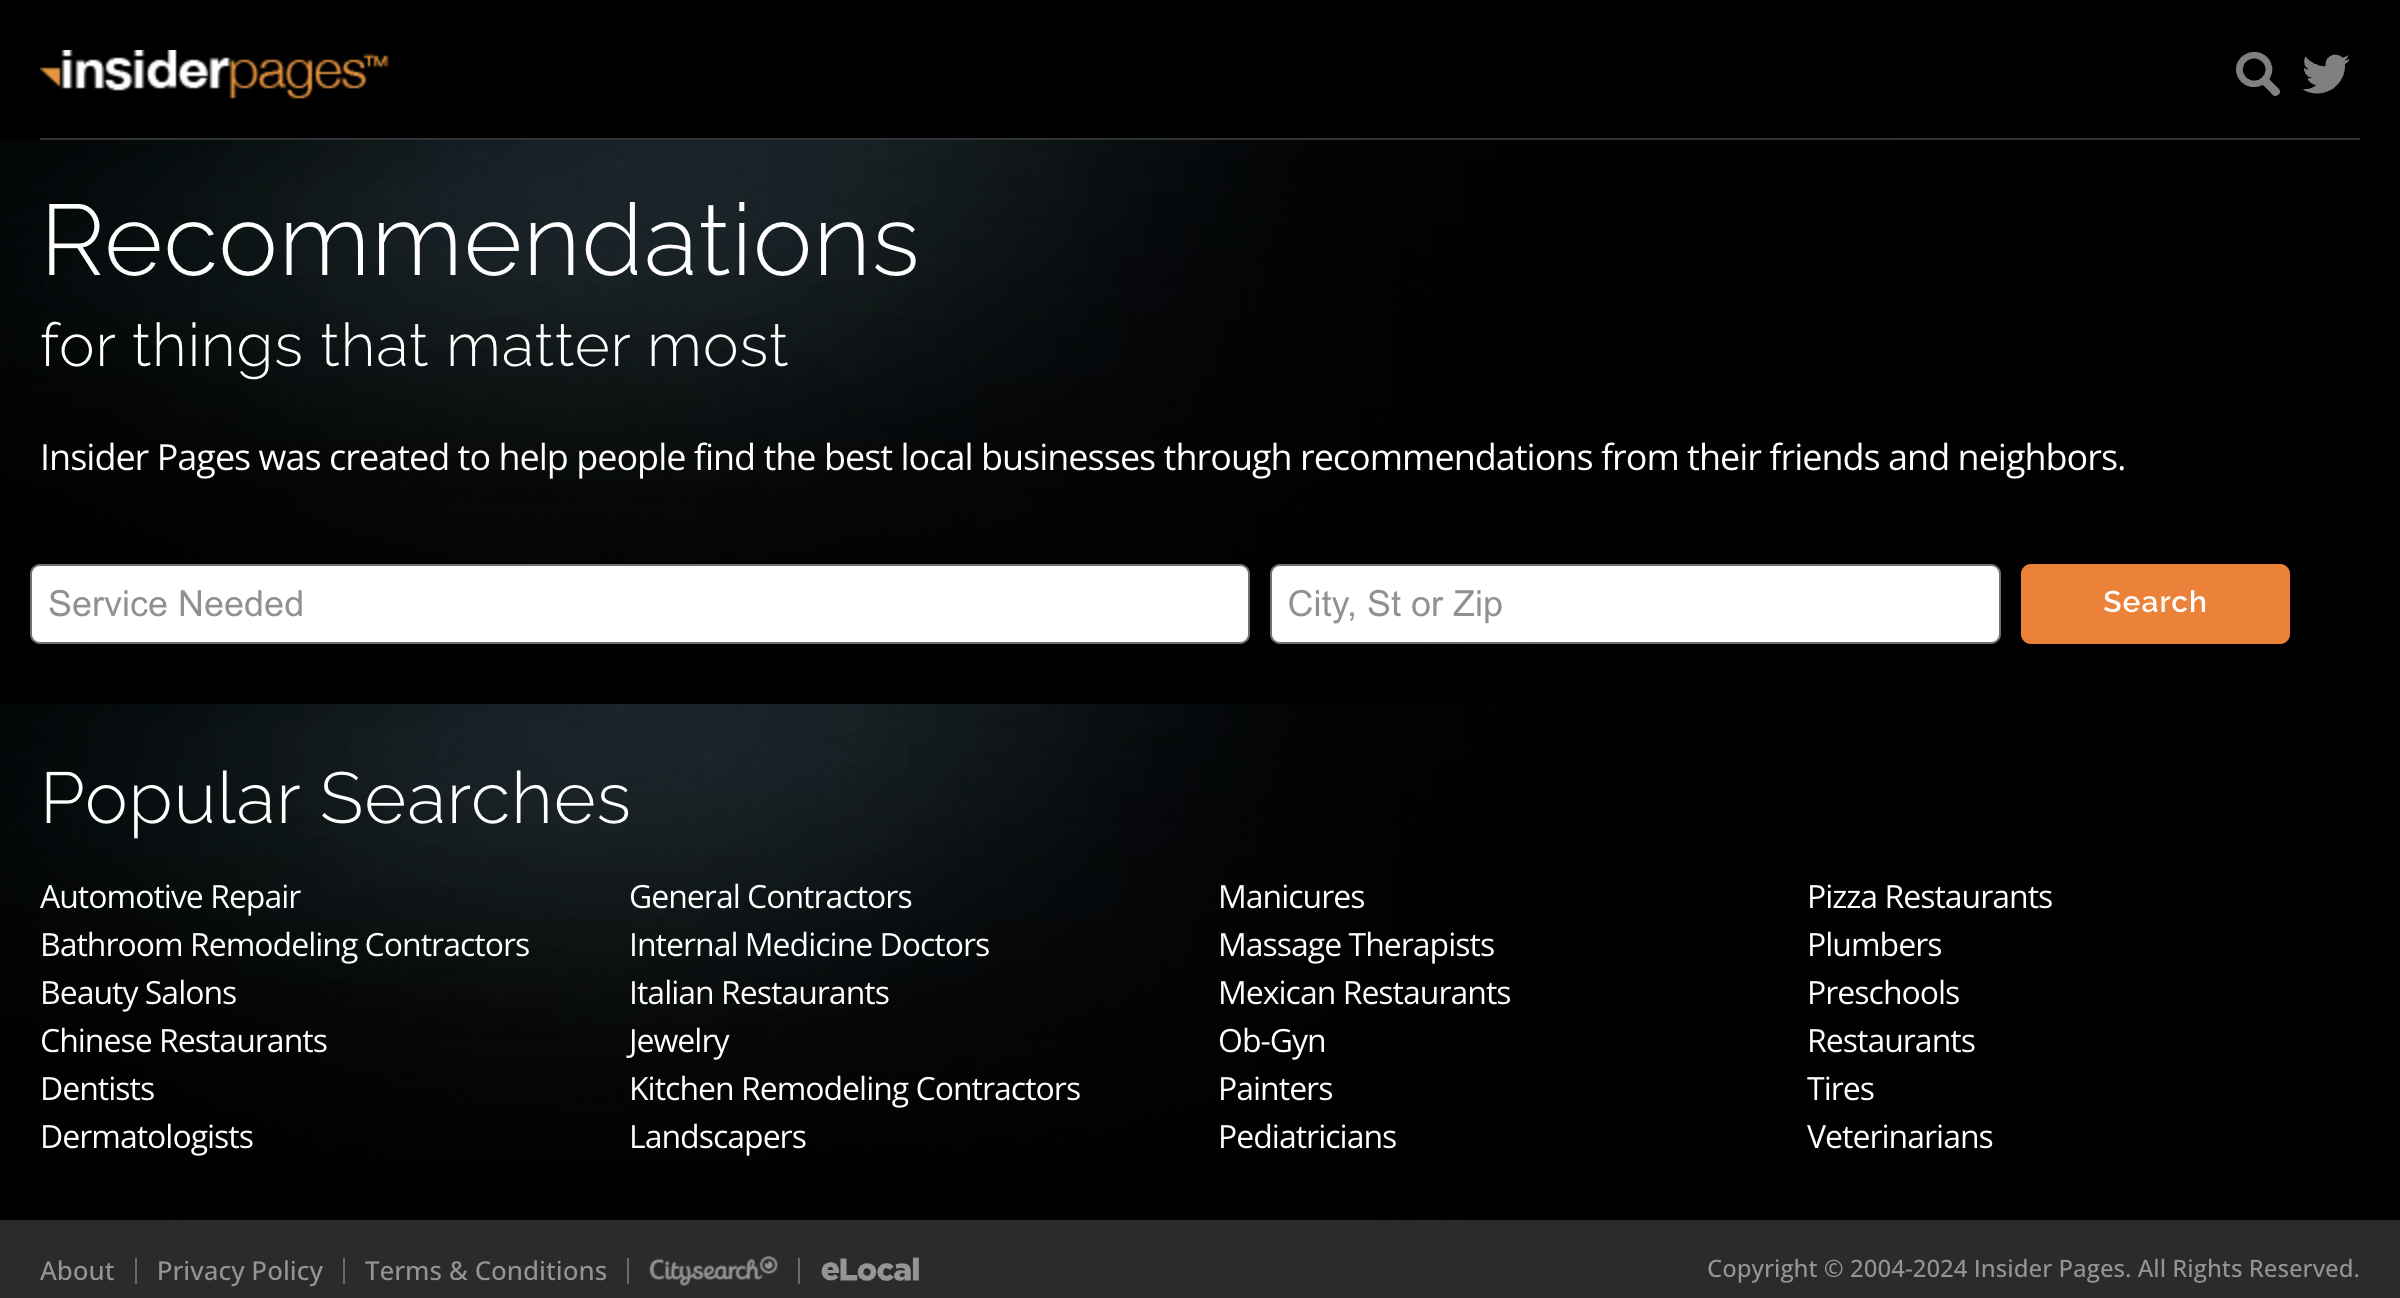 insiderpages™
Recommendations
for things that matter most
Insider Pages was created to help people find the best local businesses through recommendations from their friends and neighbors.
Service Needed
City, St or Zip
Search
Popular Searches
Automotive Repair
Bathroom Remodeling Contractors
Beauty Salons
Chinese Restaurants
Dentists
Dermatologists
General Contractors
Internal Medicine Doctors
Italian Restaurants
Jewelry
Kitchen Remodeling Contractors
Landscapers
Manicures
Massage Therapists
Mexican Restaurants
Ob-Gyn
Painters
Pediatricians
Pizza Restaurants
Plumbers
Preschools
Restaurants
Tires
Veterinarians
About | Privacy Policy | Terms & Conditions | Citysearch | eLocal
Copyright © 2004-2024 Insider Pages. All Rights Reserved.